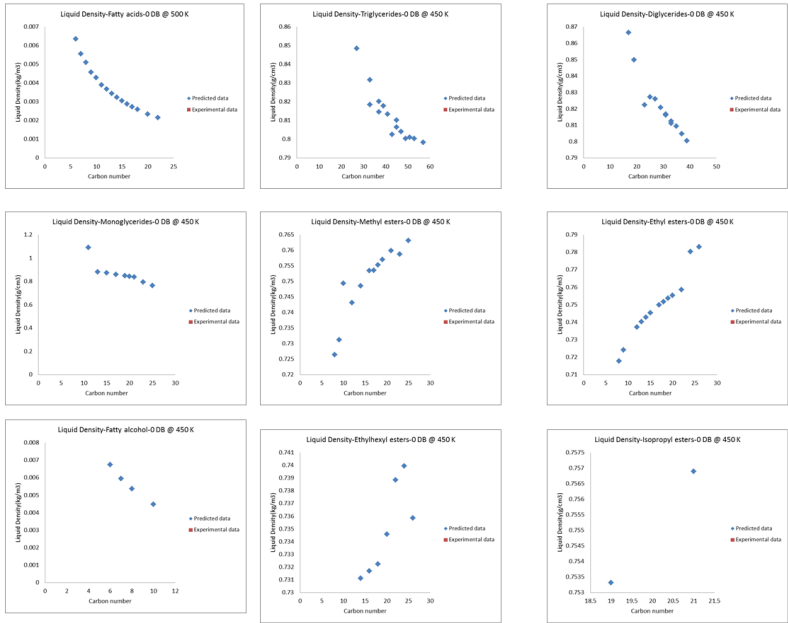 Liquid Density-Fatty acids-0 DB @ 500 K
0.007
0.006
0.005
0.004
0.003
0.002
0.001
0
0 5 10 15 20 25
Liquid Density(kg/m3)
Carbon number
Predicted data
Experimental data
Liquid Density-Triglycerides-0 DB @ 450 K
0.86
0.85
0.84
0.83
0.82
0.81
0.8
0.79
0 10 20 30 40 50 60
Liquid Density(g/cm3)
Carbon number
Predicted data
Experimental data
Liquid Density-Diglycerides-0 DB @ 450 K
0.87
0.86
0.85
0.84
0.83
0.82
0.81
0.8
0.79
0 10 20 30 40 50
Liquid Density(g/cm3)
Carbon number
Predicted data
Experimental data
Liquid Density-Monoglycerides-0 DB @ 450 K
1.2
1
0.8
0.6
0.4
0.2
0
0 5 10 15 20 25 30
Liquid Density(g/cm3)
Carbon number
Predicted data
Experimental data
Liquid Density-Methyl esters-0 DB @ 450 K
0.765
0.76
0.755
0.75
0.745
0.74
0.735
0.73
0.725
0.72
0 5 10 15 20 25 30
Liquid Density(g/cm3)
Carbon number
Predicted data
Experimental data
Liquid Density-Ethyl esters-0 DB @ 450 K
0.79
0.78
0.77
0.76
0.75
0.74
0.73
0.72
0.71
0 5 10 15 20 25 30
Liquid Density(kg/m3)
Carbon number
Predicted data
Experimental data
Liquid Density-Fatty alcohol-0 DB @ 450 K
0.008
0.007
0.006
0.005
0.004
0.003
0.002
0.001
0
0 2 4 6 8 10 12
Liquid Density(kg/m3)
Carbon number
Predicted data
Experimental data
Liquid Density-Ethylhexyl esters-0 DB @ 450 K
0.741
0.74
0.739
0.738
0.737
0.736
0.735
0.734
0.733
0.732
0.731
0.73
0 5 10 15 20 25 30
Liquid Density(kg/m3)
Carbon number
Predicted data
Experimental data
Liquid Density-Isopropyl esters-0 DB @ 450 K
0.7575
0.757
0.7565
0.756
0.7555
0.755
0.7545
0.754
0.7535
0.753
18.5 19 19.5 20 20.5 21 21.5
Liquid Density(g/cm3)
Carbon number
Predicted data
Experimental data